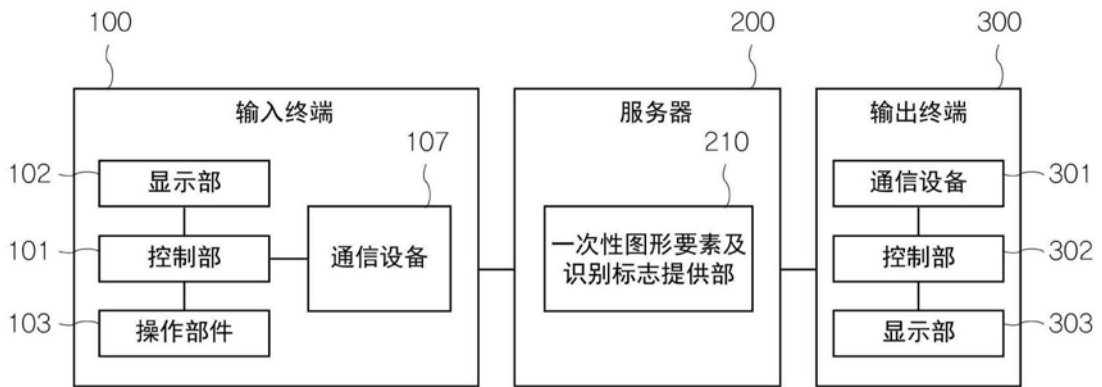 100
200
300
输入终端
服务器
输出终端
107
210
102
显示部
通信设备
301
101
控制部
通信设备
一次性图形要素及
识别标志提供部
控制部
302
103
操作部件
显示部
303